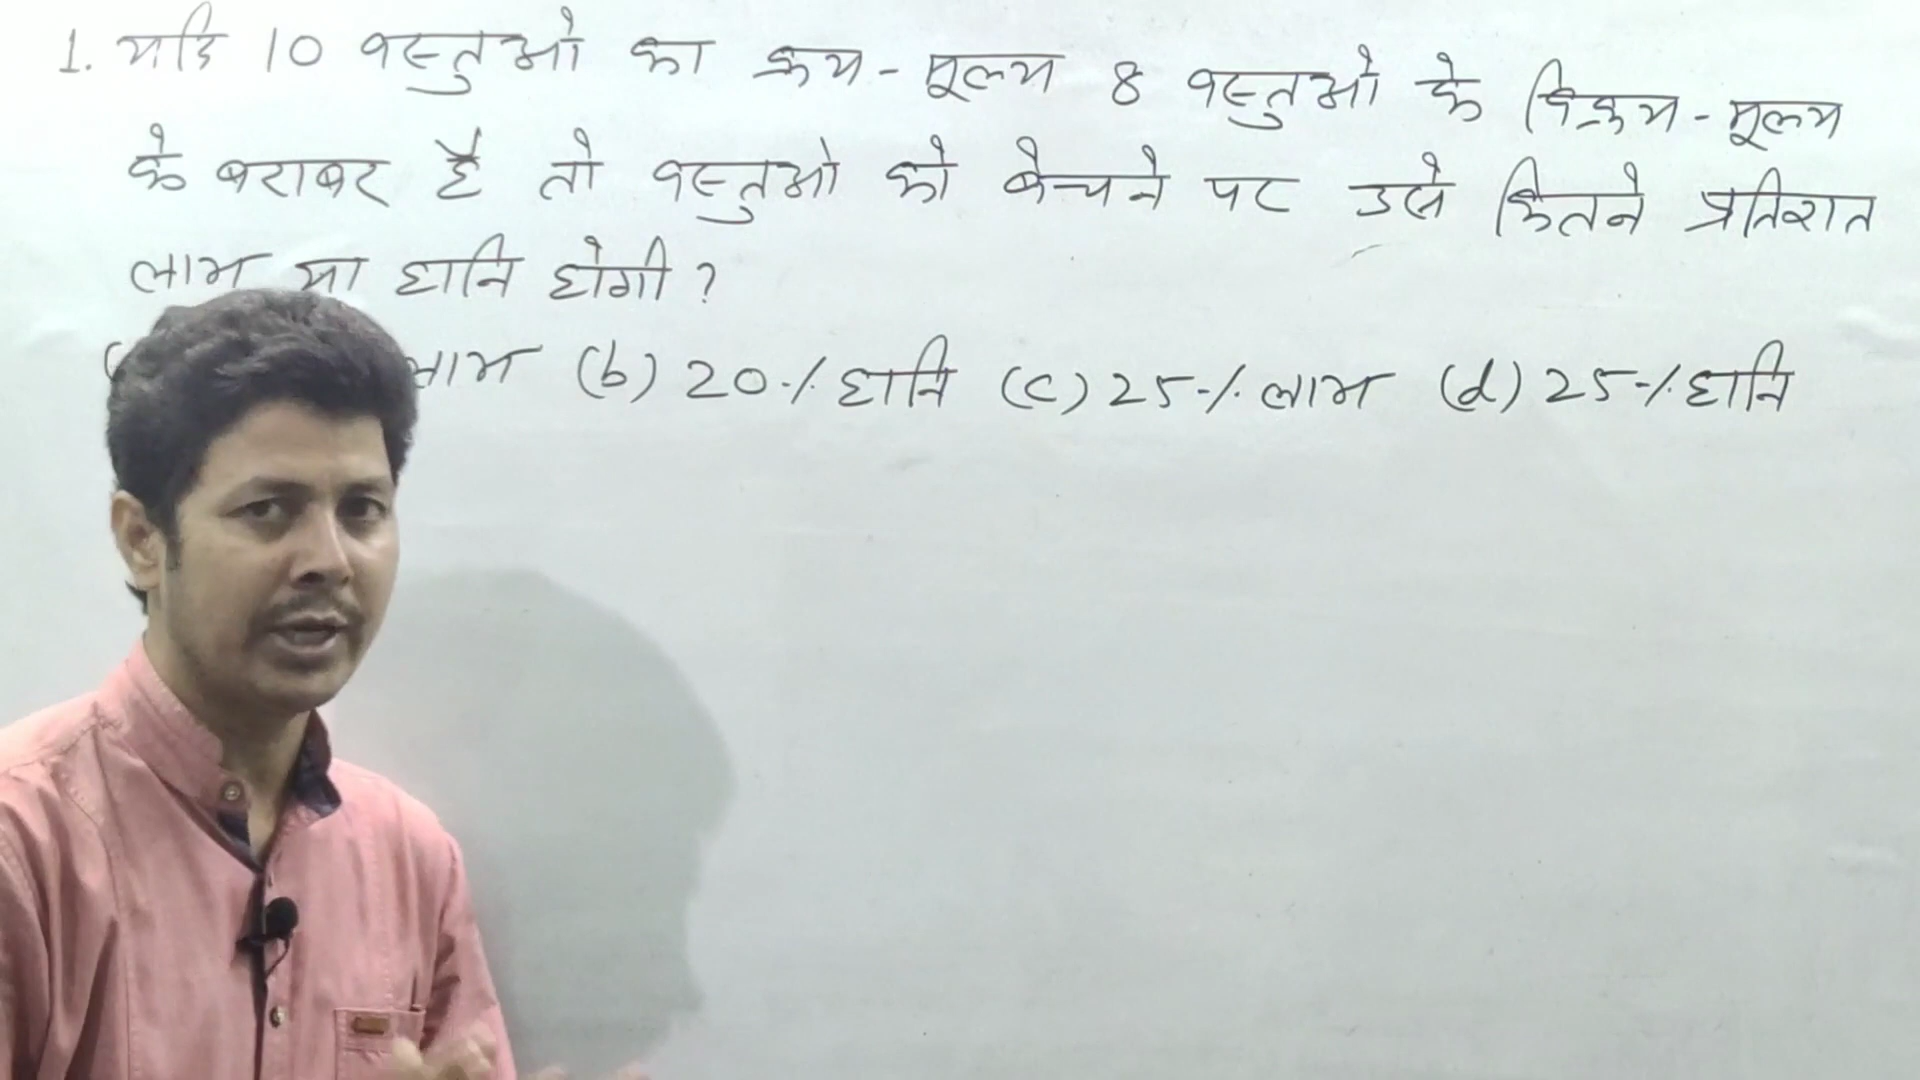 1. यदि 10 वस्तुओ का क्रय-मूल्य 8 वस्तुओ के विक्रय-मूल्य
के बराबर है तो वस्तुओ को बेचने पर उसे कितने प्रतिशत
लाभ या हानि होगी ?
लाभ (b) 20% हानि (c) 25% लाभ (d) 25% हानि